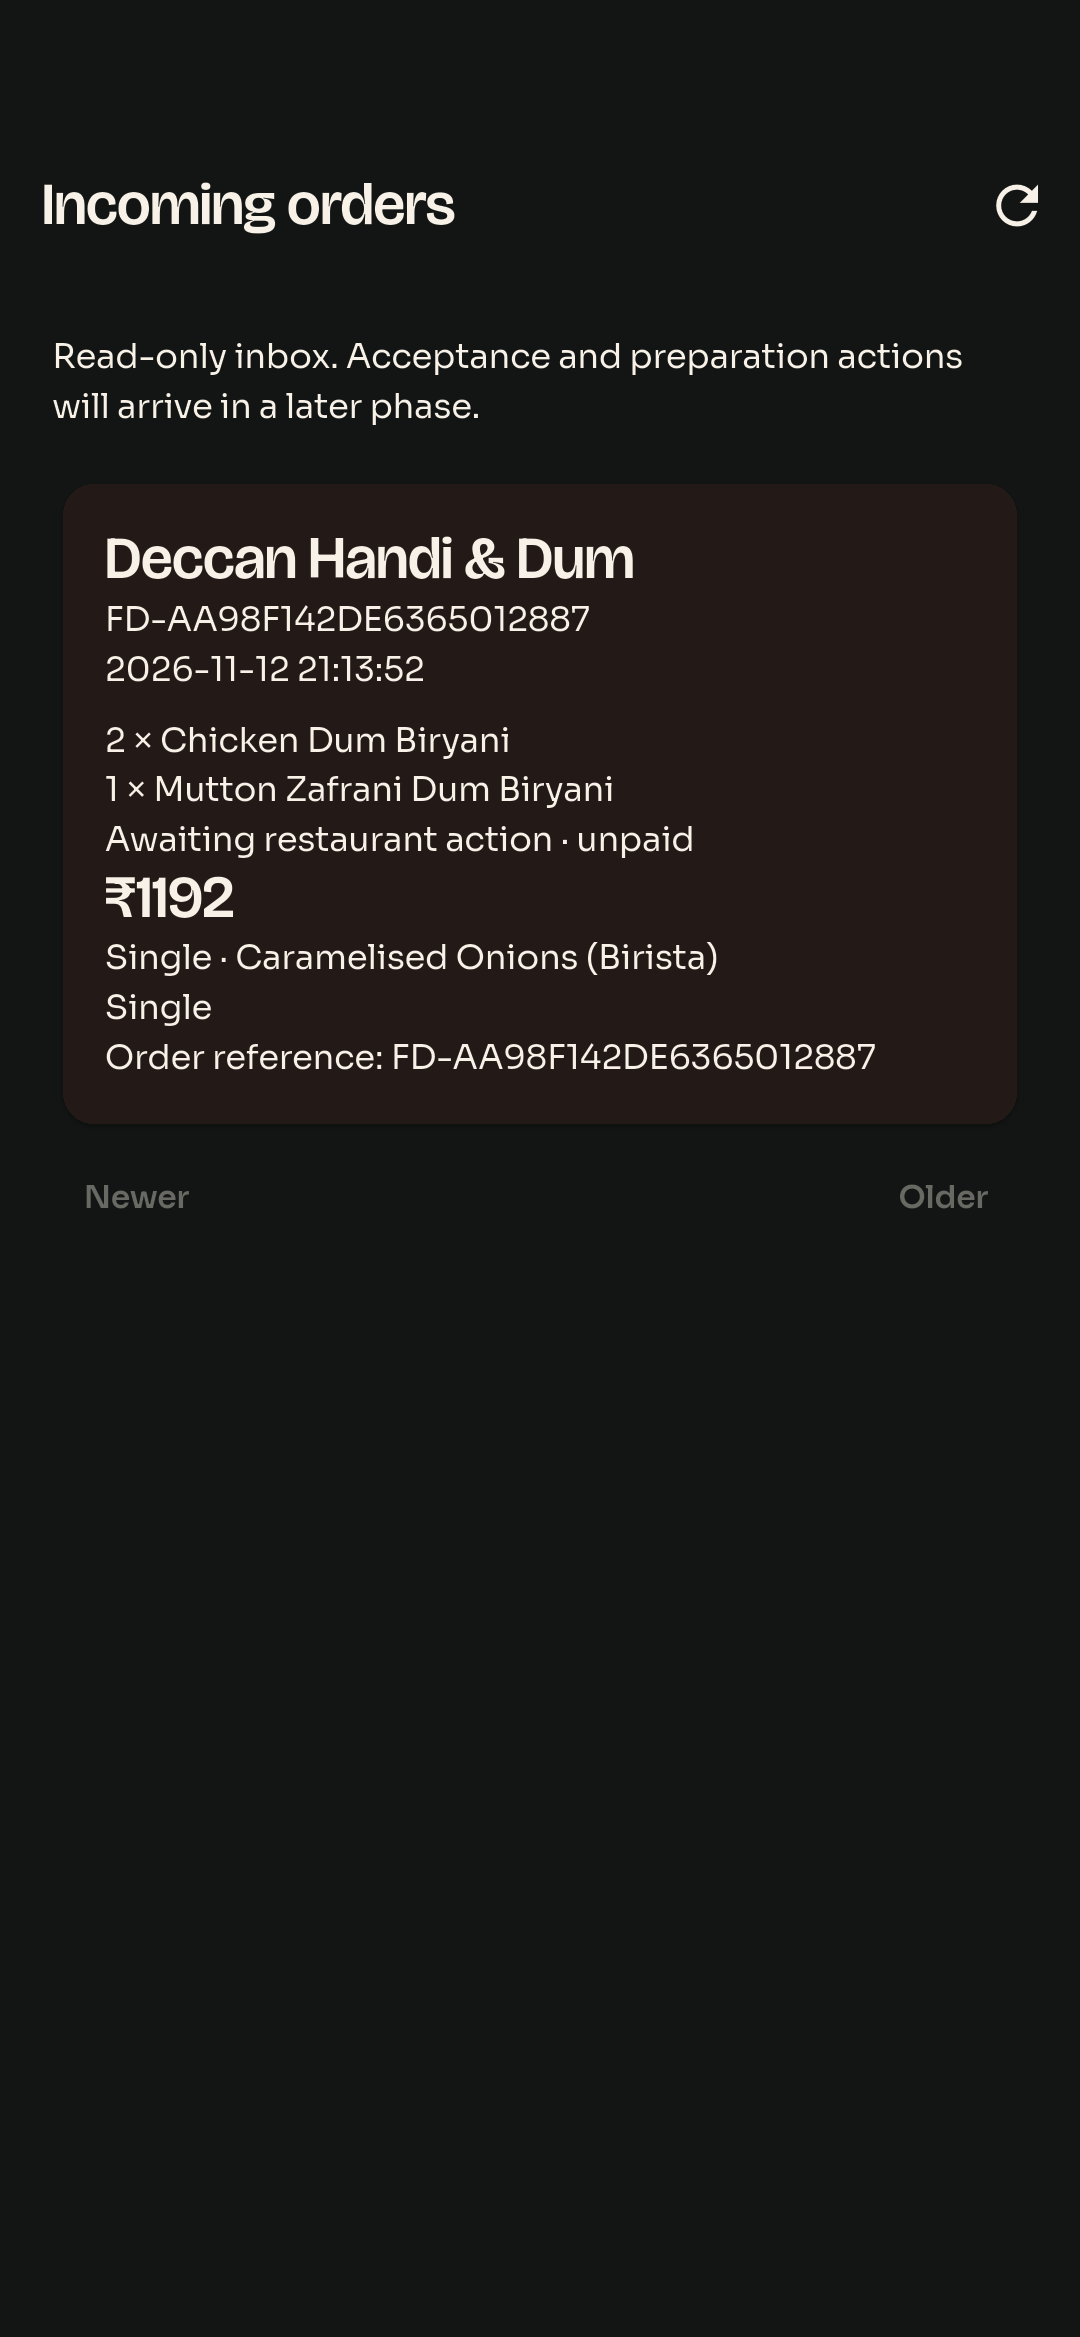 Incoming orders
Read-only inbox. Acceptance and preparation actions
will arrive in a later phase.
Deccan Handi & Dum
FD-AA98F142DE6365012887
2026-11-12 21:13:52
2 × Chicken Dum Biryani
1 × Mutton Zafrani Dum Biryani
Awaiting restaurant action · unpaid
₹1192
Single · Caramelised Onions (Birista)
Single
Order reference: FD-AA98F142DE6365012887
Newer
Older